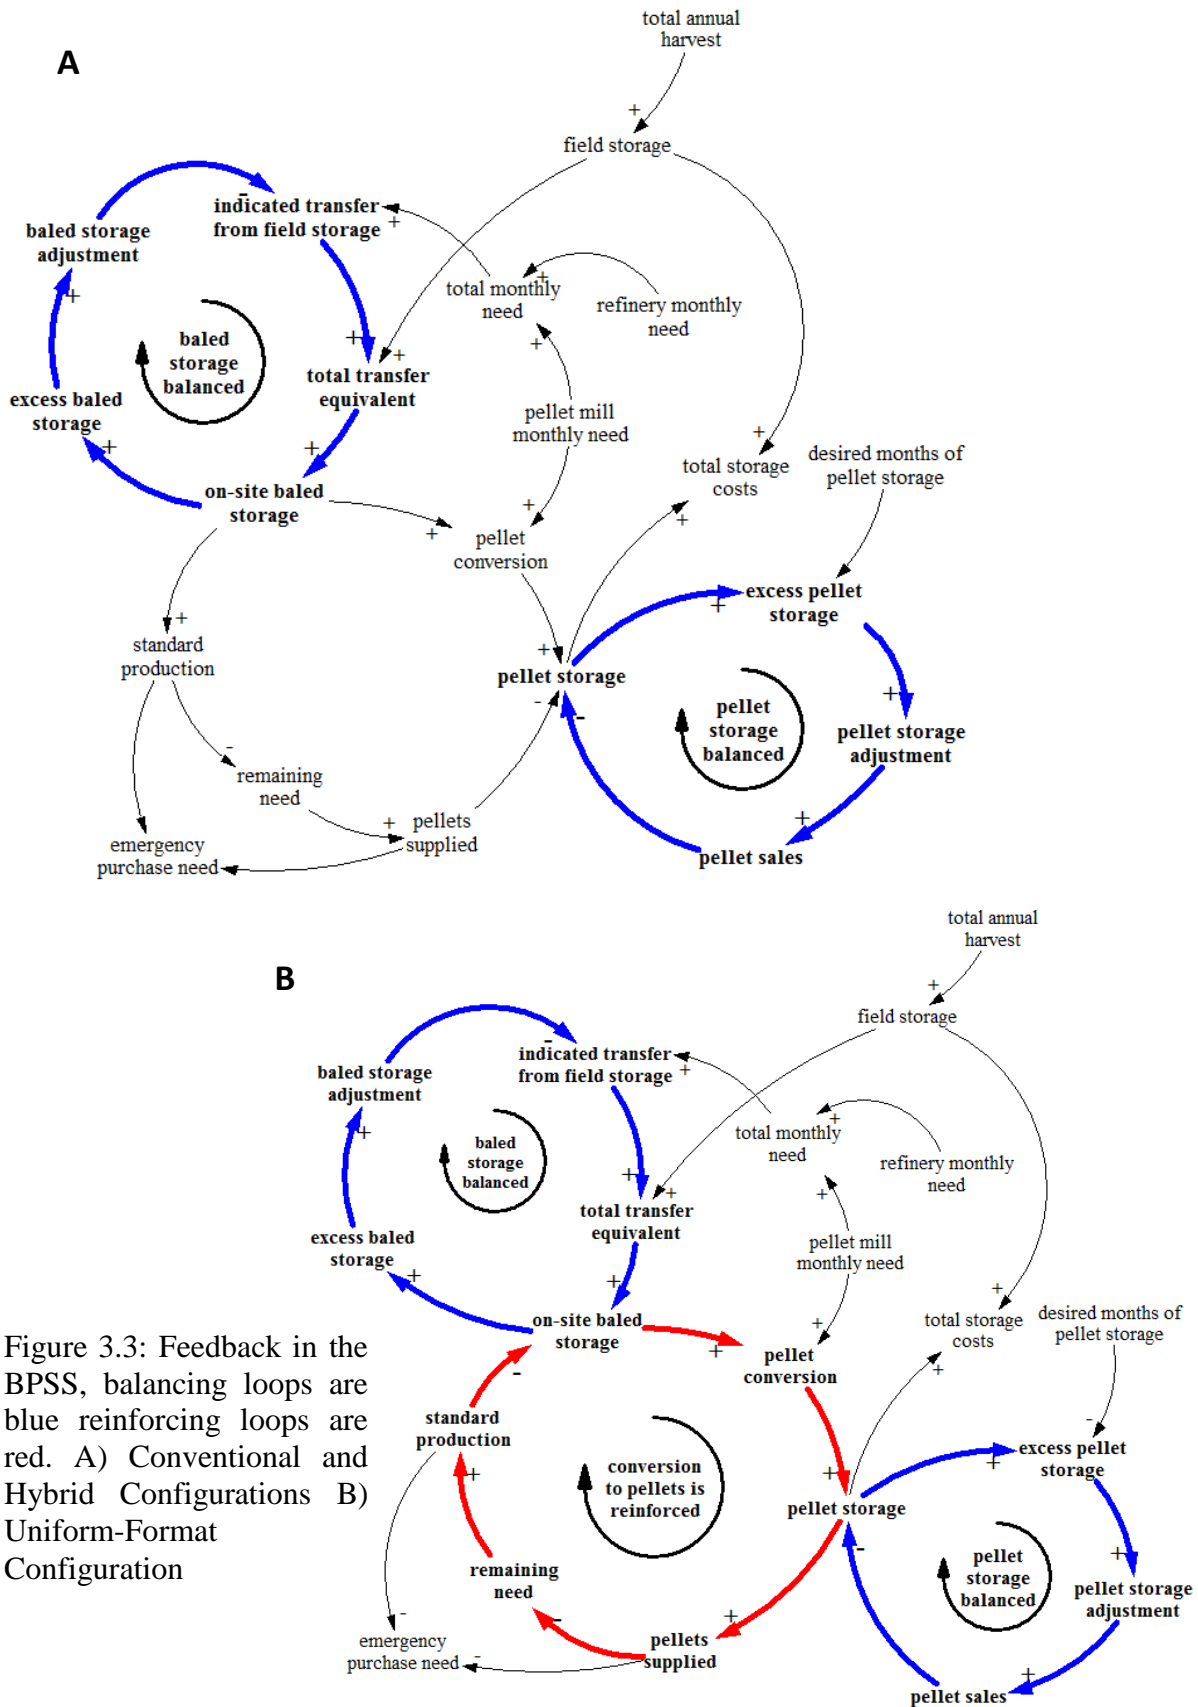 A
total annual
harvest
+
field storage
-
indicated transfer
from field storage
+
baled storage
adjustment
+
total monthly
need
+
refinery monthly
need
+
+
baled
storage
balanced
+
+
total transfer
equivalent
excess baled
storage
+
pellet mill
monthly need
+
+
total storage
costs
+
desired months of
pellet storage
on-site baled
storage
+
+
pellet
conversion
excess pellet
storage
+
+
standard
production
+
pellet storage
-
-
pellet
storage
balanced
+
pellet storage
adjustment
-
remaining
need
+
pellets
supplied
+
pellet sales
emergency
purchase need
B
total annual
harvest
+
field storage
-
indicated transfer
from field storage
+
baled storage
adjustment
+
total monthly
need
+
refinery monthly
need
+
baled
storage
balanced
+
+
total transfer
equivalent
excess baled
storage
+
pellet mill
monthly need
+
+
on-site baled
storage
+
+
total storage
costs
+
desired months of
pellet storage
pellet
conversion
-
standard
production
+
-
excess pellet
storage
+
conversion
to pellets is
reinforced
+
pellet storage
-
pellet
storage
balanced
+
pellet storage
adjustment
remaining
need
-
+
pellets
supplied
-
emergency
purchase need
-
+
pellet sales
Figure 3.3: Feedback in the
BPSS, balancing loops are
blue reinforcing loops are
red. A) Conventional and
Hybrid Configurations B)
Uniform-Format
Configuration